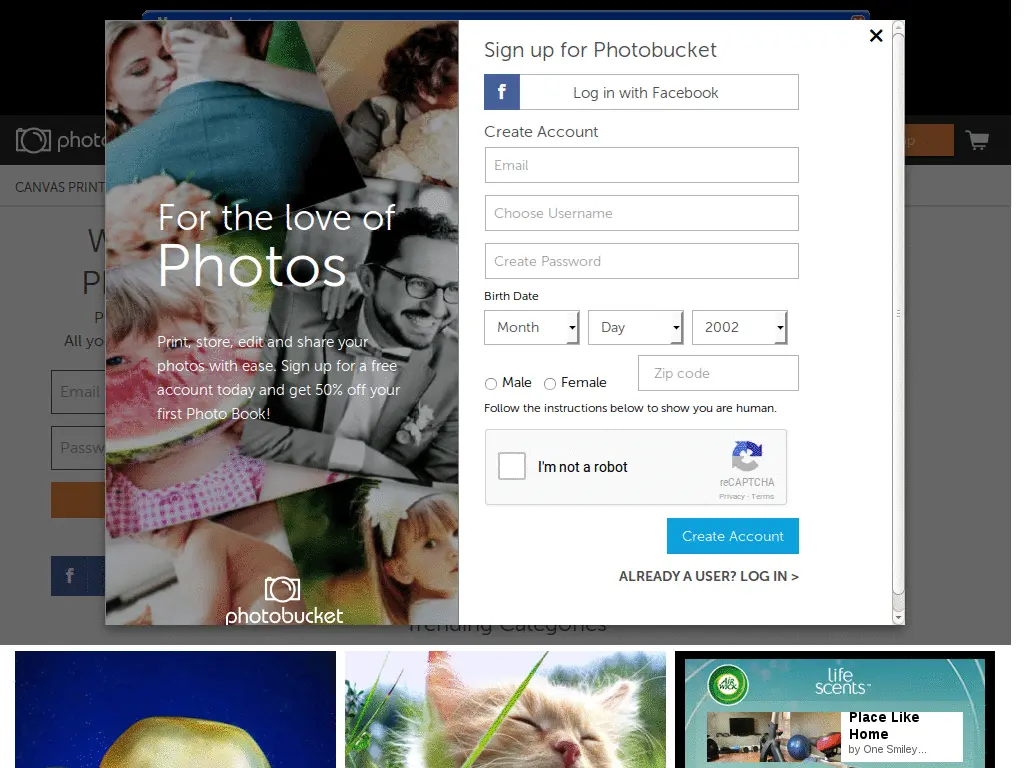 Sign up for Photobucket
f Log in with Facebook
Create Account
Email
Choose Username
Create Password
Birth Date
Month Day 2002
Male Female Zip code
Follow the instructions below to show you are human.
I'm not a robot
reCAPTCHA
Privacy - Terms
Create Account
ALREADY A USER? LOG IN >
For the love of
Photos
Print, store, edit and share your
photos with ease. Sign up for a free
account today and get 50% off your
first Photo Book!
photobucket
CANVAS PRINT
All yo
Email
Passw
f
Trending Categories
AIR WICK
life
scents™
Place Like
Home
by One Smiley...